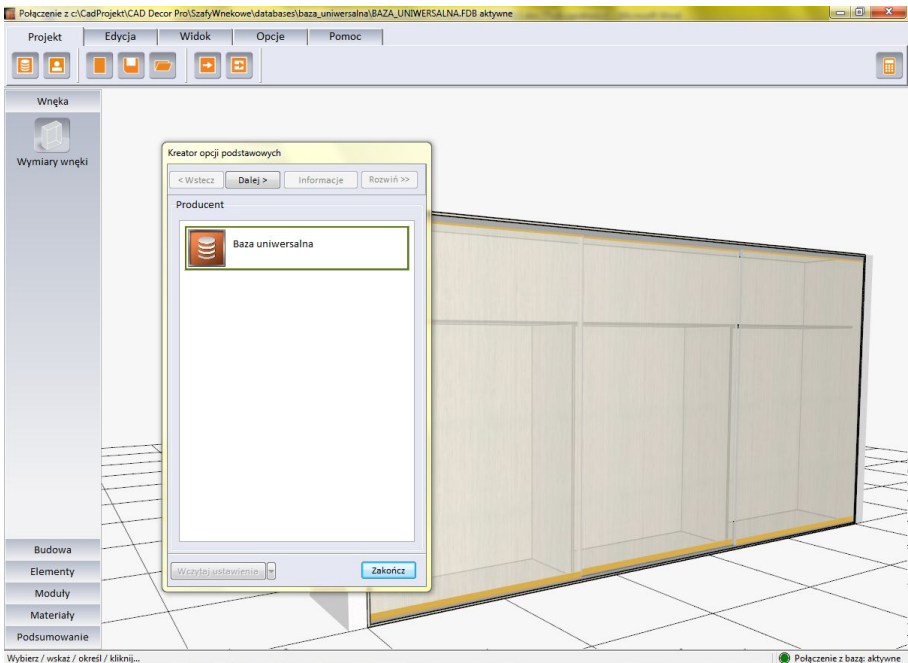 Połączenie z c:\CadProjekt\CAD Decor Pro\SzafyWnekowe\databases\baza_uniwersalna\BAZA_UNIWERSALNA.FDB aktywne
Projekt Edycja Widok Opcje Pomoc
Wnęka
Wymiary wnęki
Kreator opcji podstawowych
< Wstecz Dalej > Informacje Rozwiń >>
Producent
Baza uniwersalna
Wczytaj ustawienie Zakończ
Budowa
Elementy
Moduły
Materiały
Podsumowanie
Wybierz / wskaż / określ / kliknij... Połączenie z bazą: aktywne